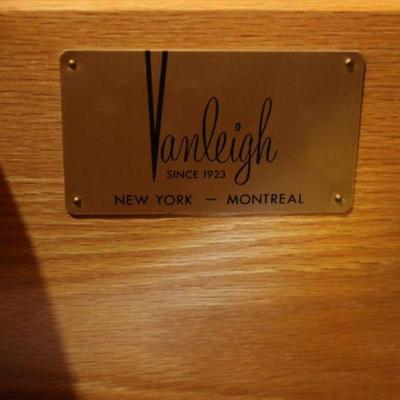 Vanleigh
SINCE 1923
NEW YORK — MONTREAL